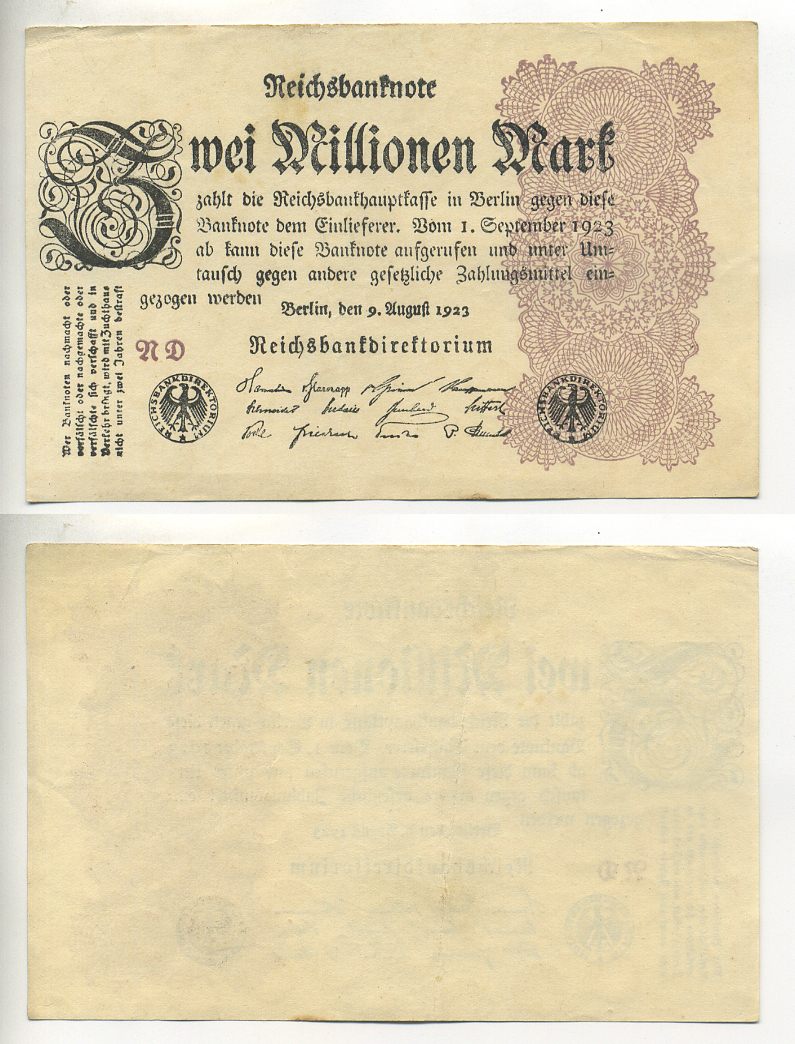 Reichsbanknote
Zwei Millionen Mark
zahlt die Reichsbankhauptkasse in Berlin gegen diese
Banknote dem Einlieferer. Vom 1. September 1923
ab kann diese Banknote aufgerufen und unter Um-
tausch gegen andere gesetzliche Zahlungsmittel ein-
gezogen werden
Berlin, den 9. August 1923
Reichsbankdirektorium
Wer Banknoten nachmacht oder
verfälscht oder nachgemachte oder
verfälschte sich verschafft und in
Verkehr bringt, wird mit Zuchthaus
nicht unter zwei Jahren bestraft
ND
REICHSBANKDIREKTORIUM
REICHSBANKDIREKTORIUM